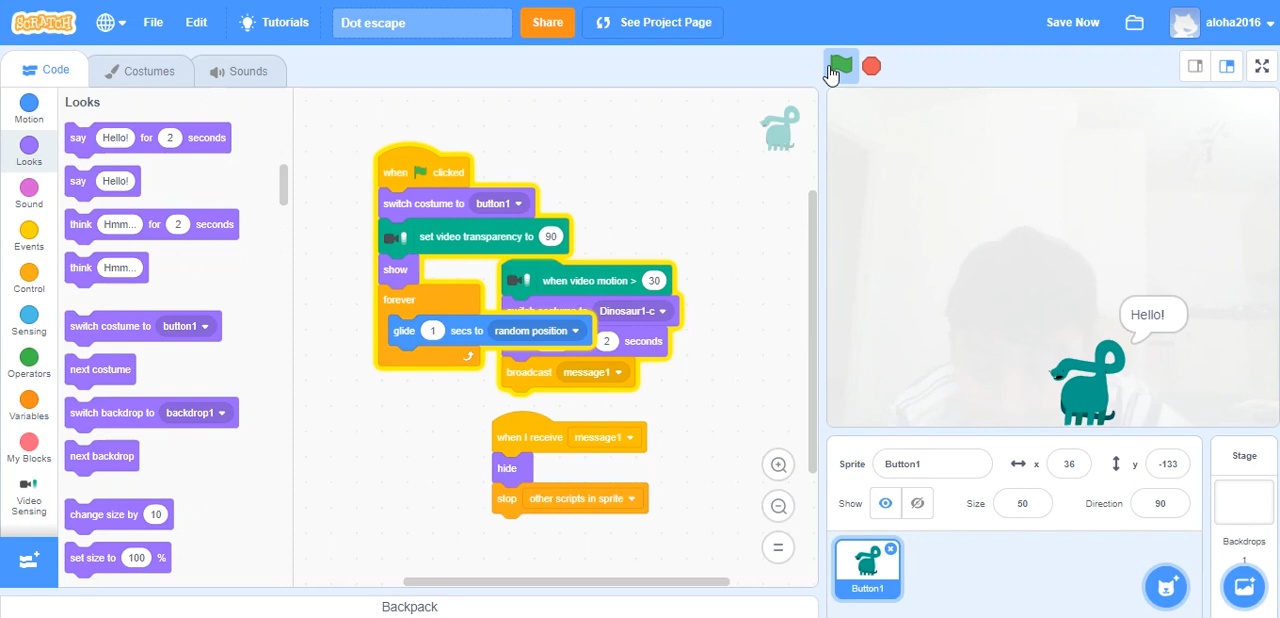 SCRATCH File Edit Tutorials Dot escape Share See Project Page Save Now aloha2016
Code Costumes Sounds
Motion
Looks
Sound
Events
Control
Sensing
Operators
Variables
My Blocks
Video
Sensing
Looks
say Hello! for 2 seconds
say Hello!
think Hmm... for 2 seconds
think Hmm...
switch costume to button1
next costume
switch backdrop to backdrop1
next backdrop
change size by 10
set size to 100 %
when clicked
switch costume to button1
set video transparency to 90
show
forever
glide 1 secs to random position
when video motion > 30
switch costume to Dinosaur1-c
2 seconds
broadcast message1
when I receive message1
hide
stop other scripts in sprite
Hello!
Sprite Button1 x 36 y -133
Show Size 50 Direction 90
Button1
Stage
Backdrops
1
Backpack